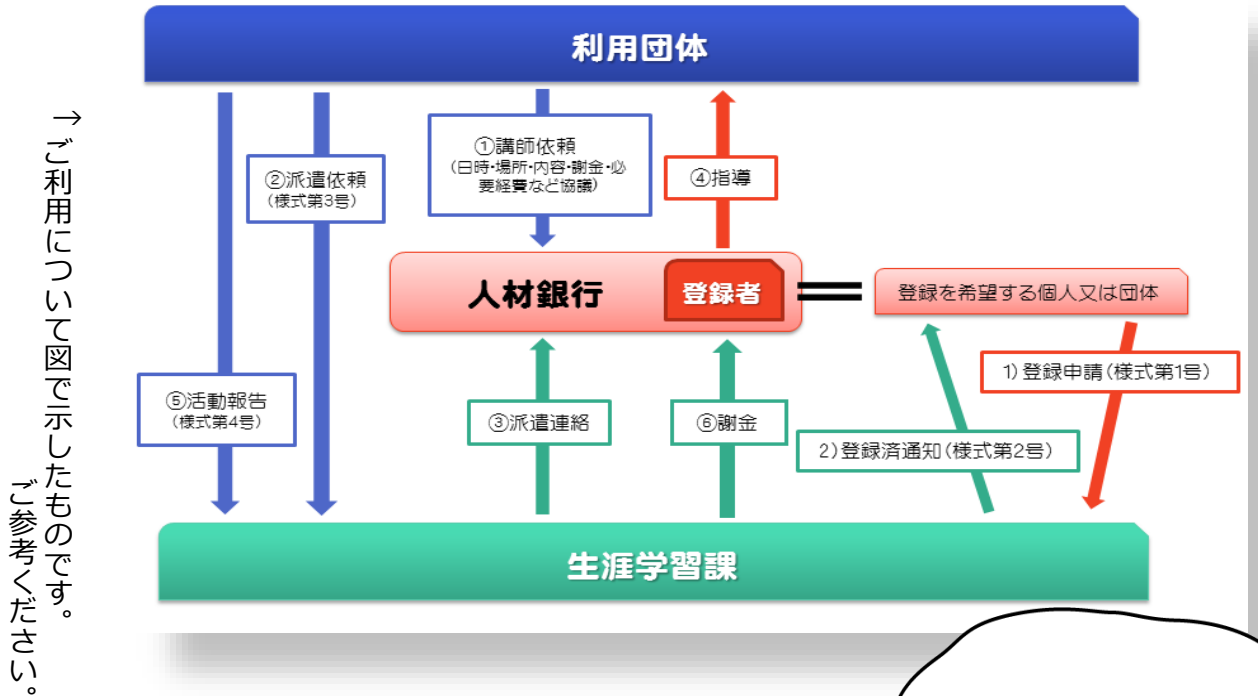 利用団体
→ご利用について図で示したものです。
ご参考ください。
①講師依頼
(日時・場所・内容・謝金・必
要経費など協議)
②派遣依頼
(様式第3号)
④指導
人材銀行
登録者
登録を希望する個人又は団体
1)登録申請(様式第1号)
⑤活動報告
(様式第4号)
③派遣連絡
⑥謝金
2)登録済通知(様式第2号)
生涯学習課